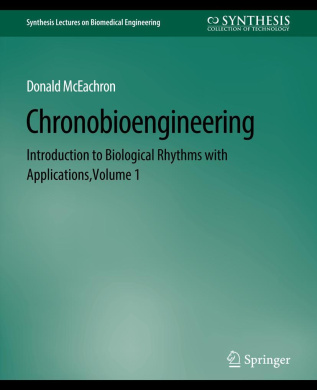 Synthesis Lectures on Biomedical Engineering
SYNTHESIS
COLLECTION OF TECHNOLOGY
Donald McEachron
Chronobioengineering
Introduction to Biological Rhythms with
Applications,Volume 1
Springer